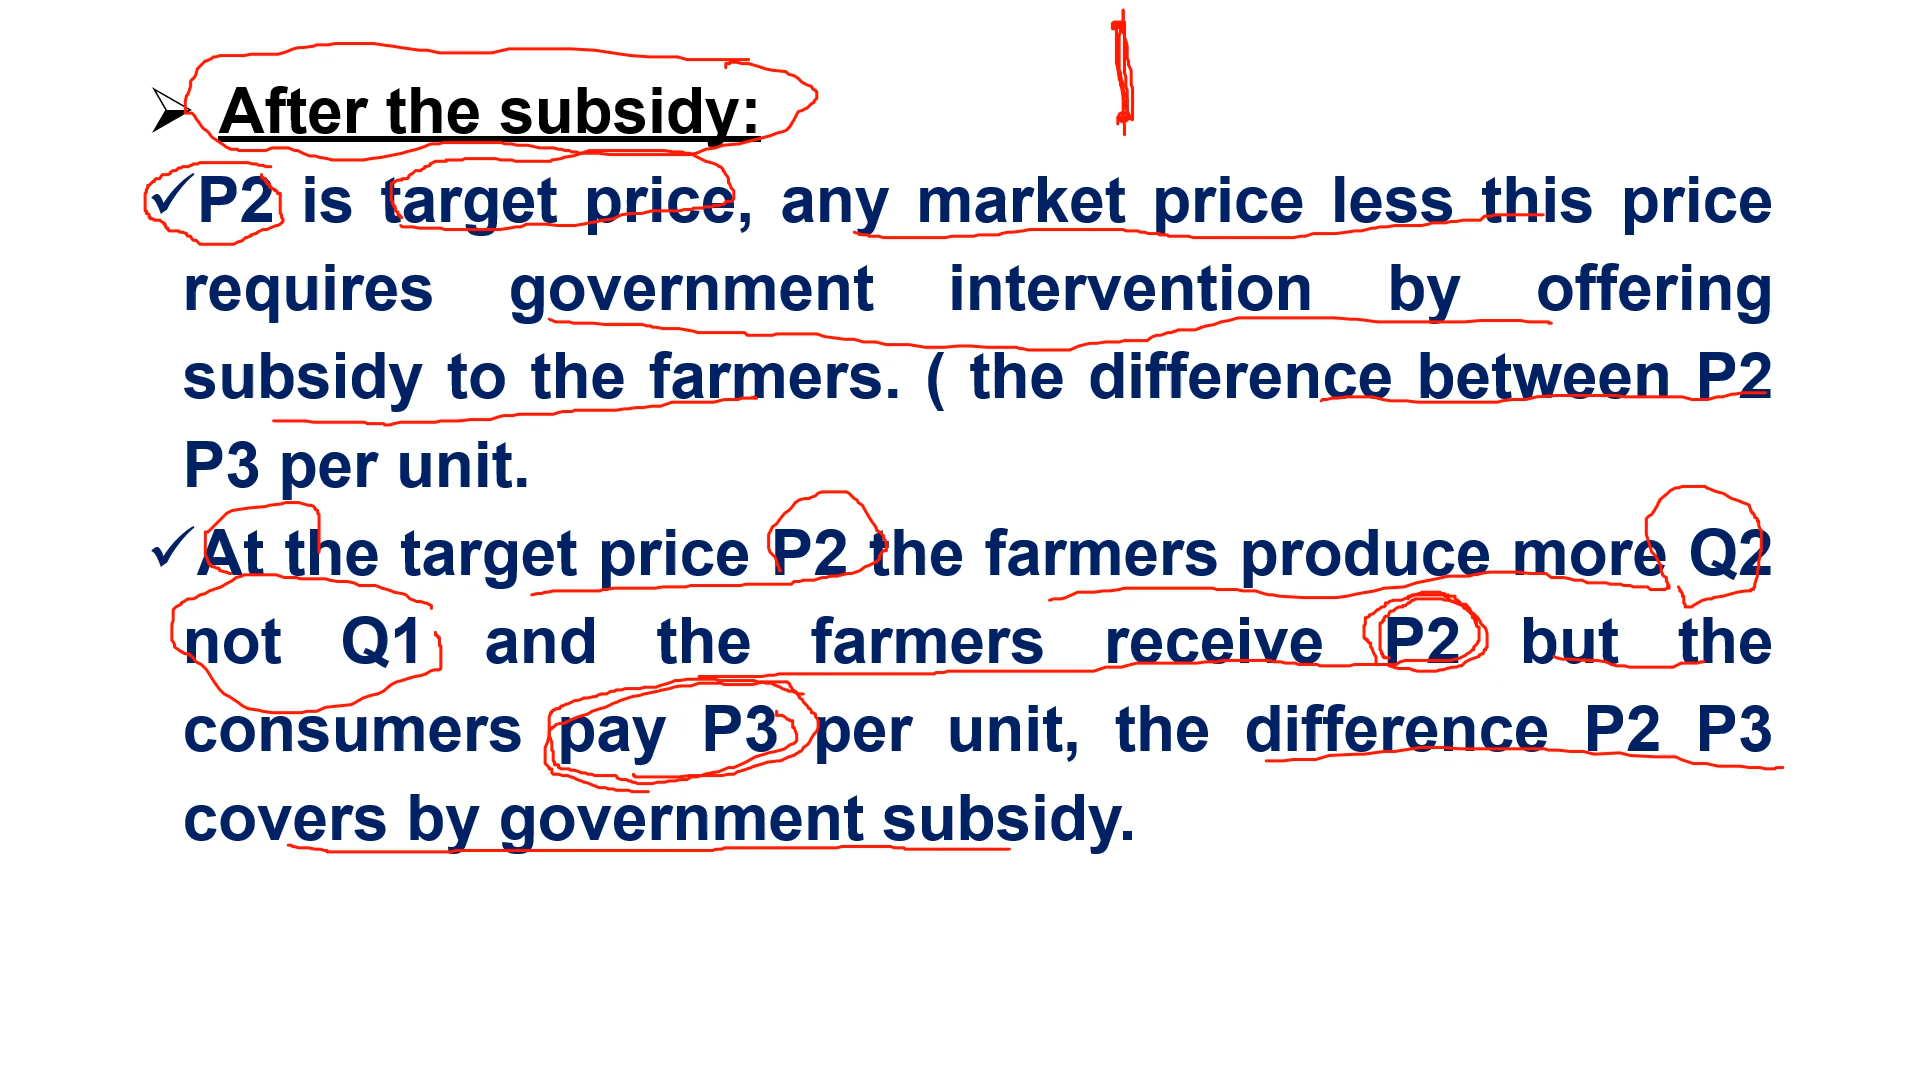 After the subsidy:
P2 is target price, any market price less this price
requires government intervention by offering
subsidy to the farmers. ( the difference between P2
P3 per unit.
At the target price P2 the farmers produce more Q2
not Q1 and the farmers receive P2 but the
consumers pay P3 per unit, the difference P2 P3
covers by government subsidy.